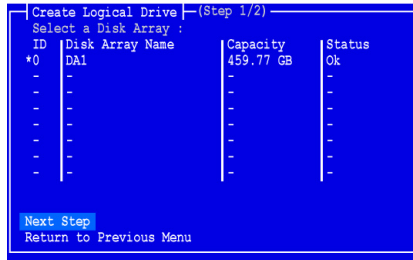 Create Logical Drive (Step 1/2)
Select a Disk Array :
ID Disk Array Name Capacity Status
*0 DA1 459.77 GB Ok
- - - -
- - - -
- - - -
- - - -
- - - -
- - - -
- - - -
Next Step
Return to Previous Menu